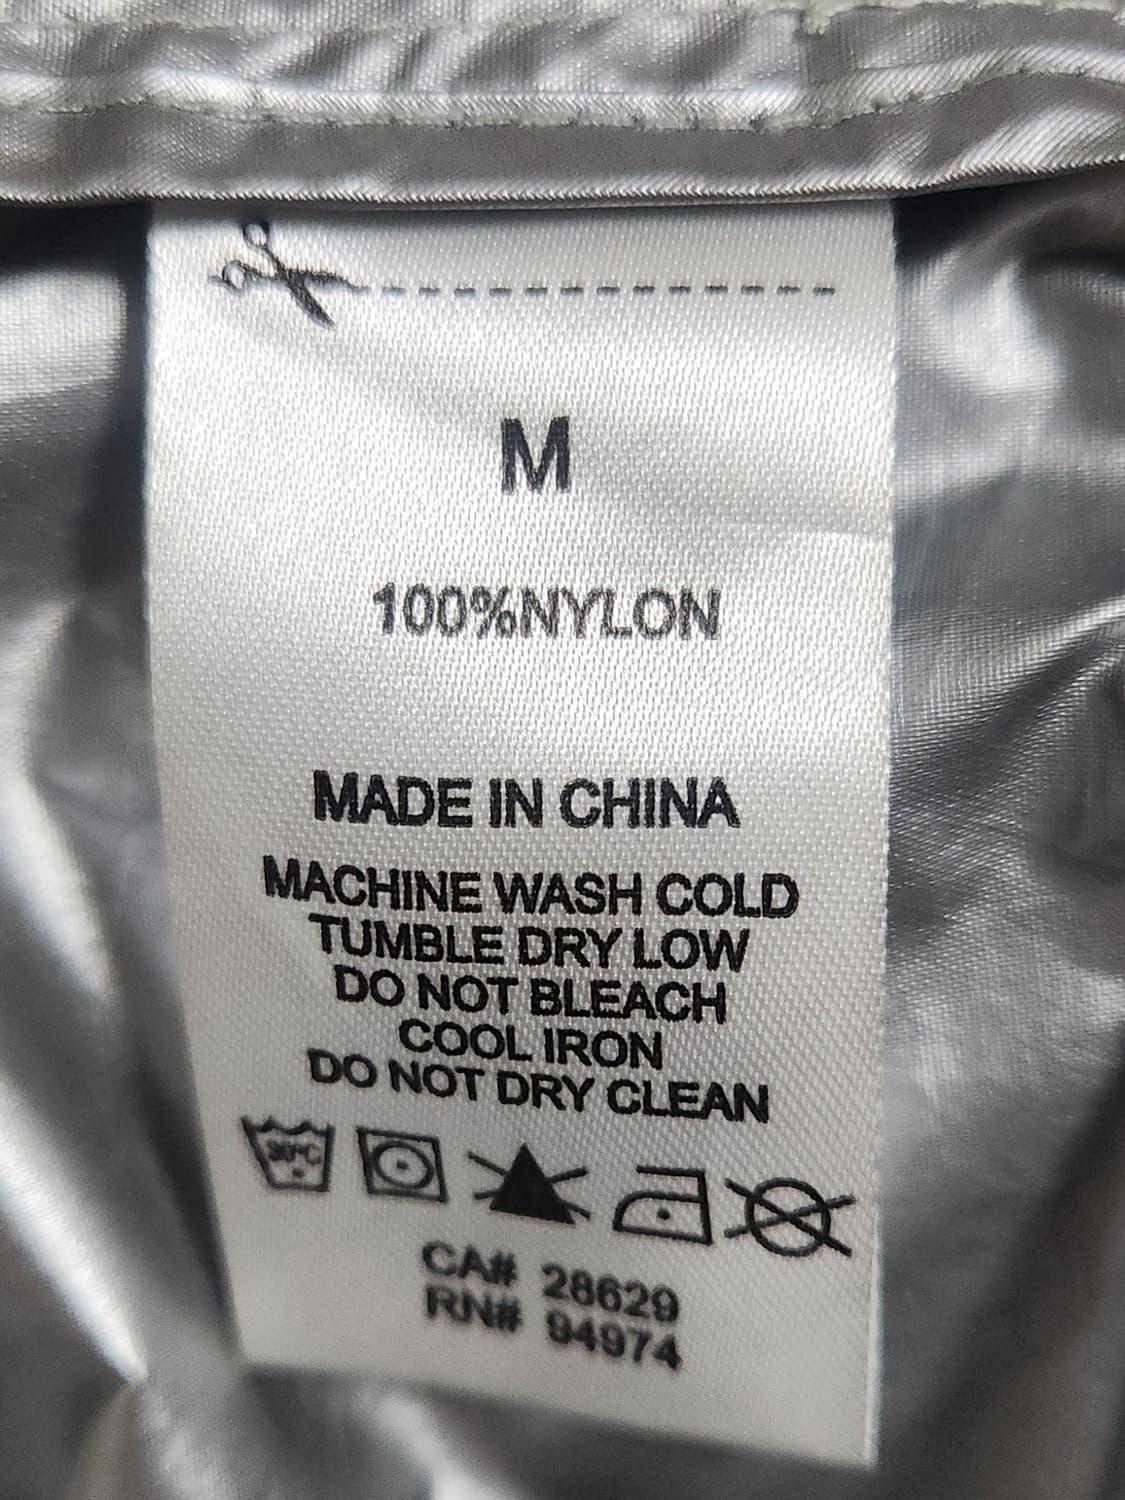 M
100%NYLON
MADE IN CHINA
MACHINE WASH COLD
TUMBLE DRY LOW
DO NOT BLEACH
COOL IRON
DO NOT DRY CLEAN
30°C
CA# 28629
RN# 94974